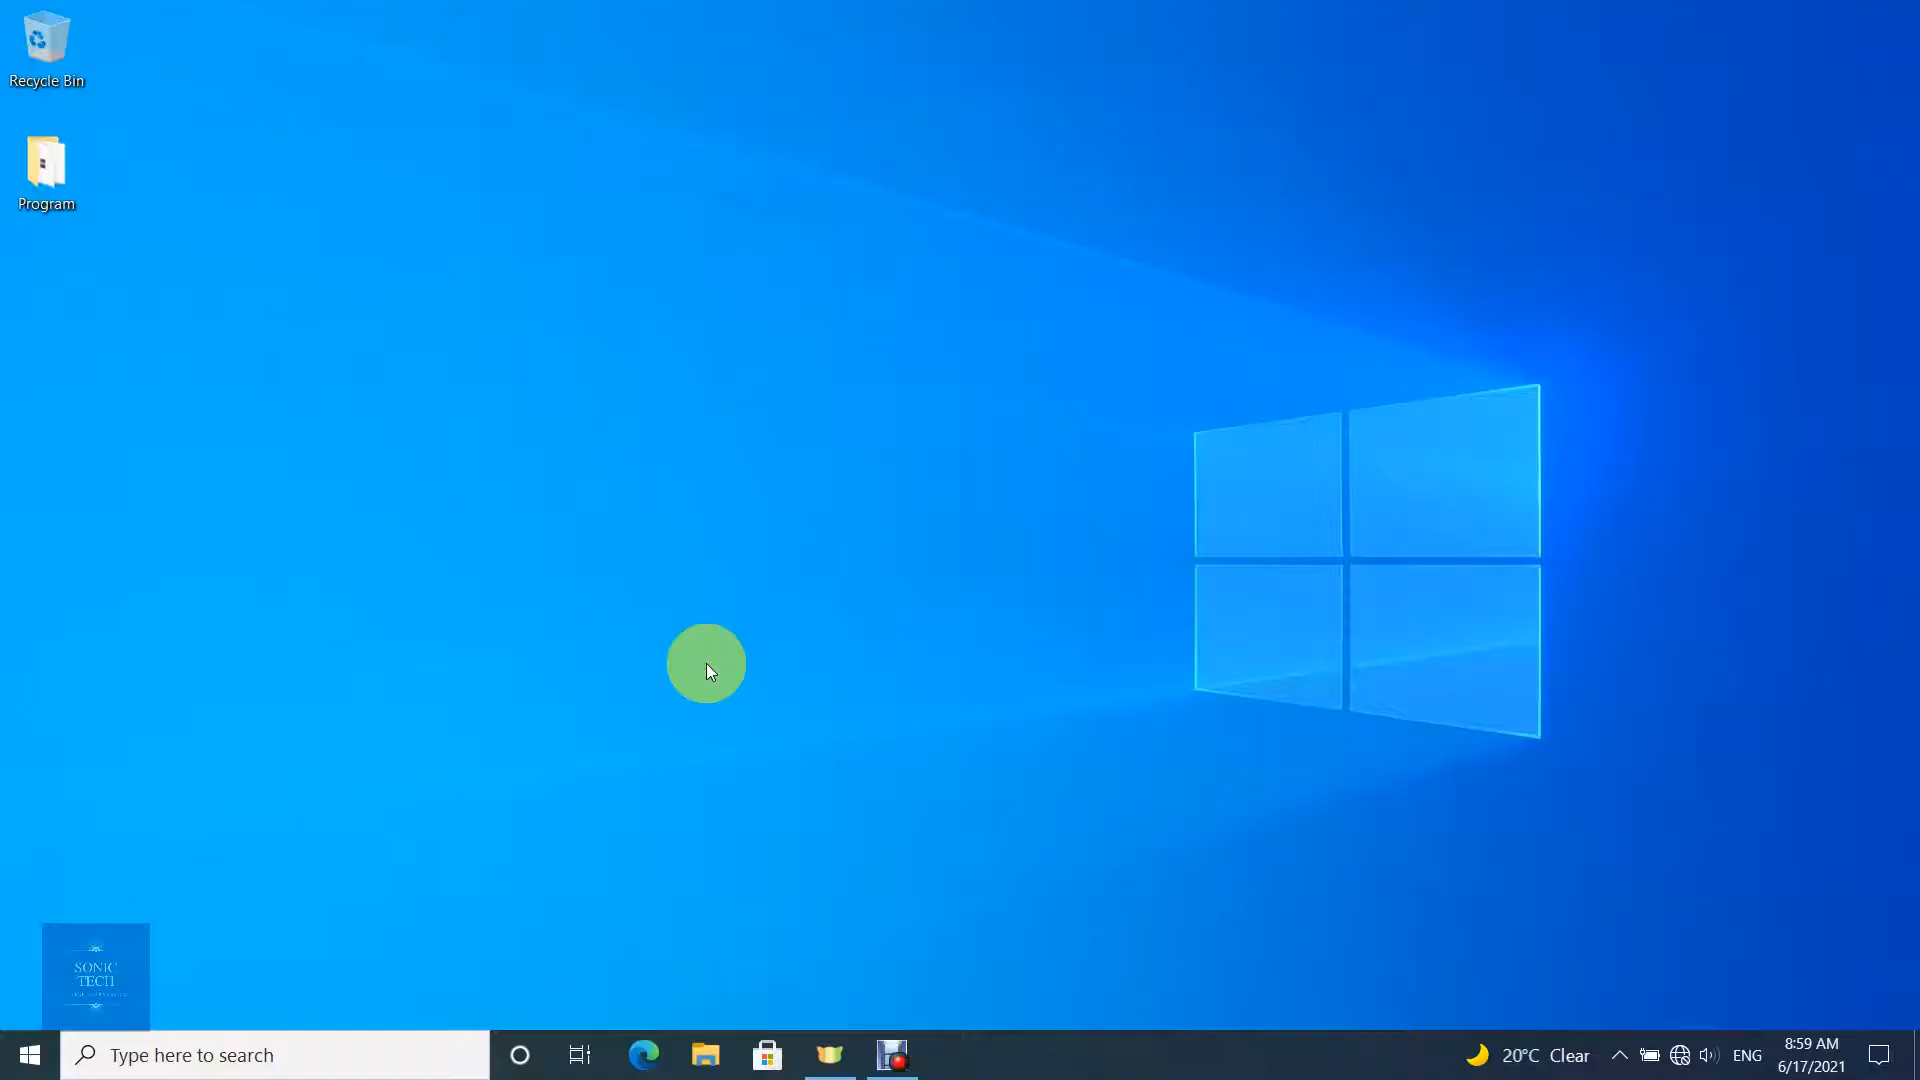 Recycle Bin
Program
SONIC
TECH
Type here to search
20°C Clear
ENG
8:59 AM
6/17/2021